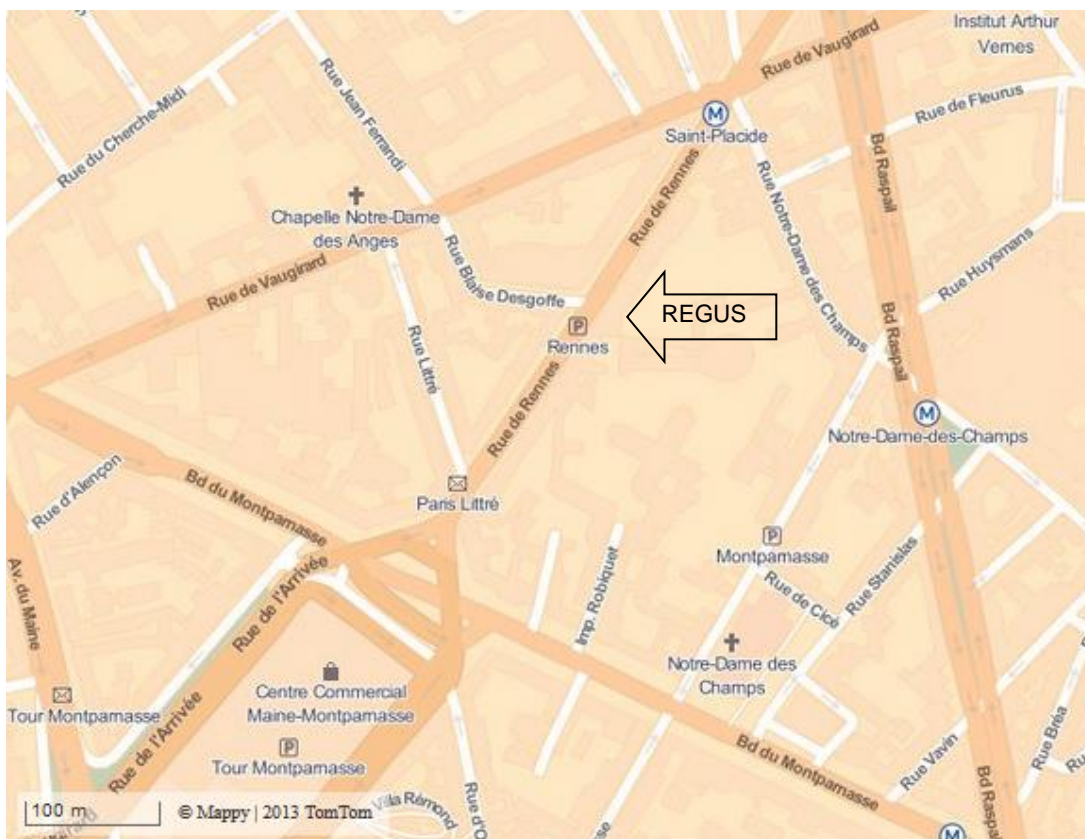 Institut Arthur
Vernes
Rue de Vaugirard
Rue de Fleurus
Rue Jean Ferrandi
Rue du Cherche-Midi
M
Saint-Placide
Bd Raspail
Rue de Rennes
Rue Notre-Dame des Champs
Chapelle Notre-Dame
des Anges
Rue Huysmans
Rue de Vaugirard
Rue Blaise Desgoffe
REGUS
P
Rennes
Rue Littré
Bd Raspail
Rue de Rennes
M
Notre-Dame-des-Champs
Rue d'Alençon
Bd du Montparnasse
Paris Littré
P
Montparnasse
Rue Stanislas
Rue de Cicé
Imp. Robiquet
Av. du Maine
Rue de l'Arrivée
Notre-Dame des
Champs
Centre Commercial
Maine-Montparnasse
Tour Montparnasse
Rue de l'Arrivée
P
Tour Montparnasse
Bd du Montparnasse
Rue Vavin
Rue Bréa
Bd Raspail
100 m
© Mappy | 2013 TomTom
Villa Rémond
Rue d'O
M